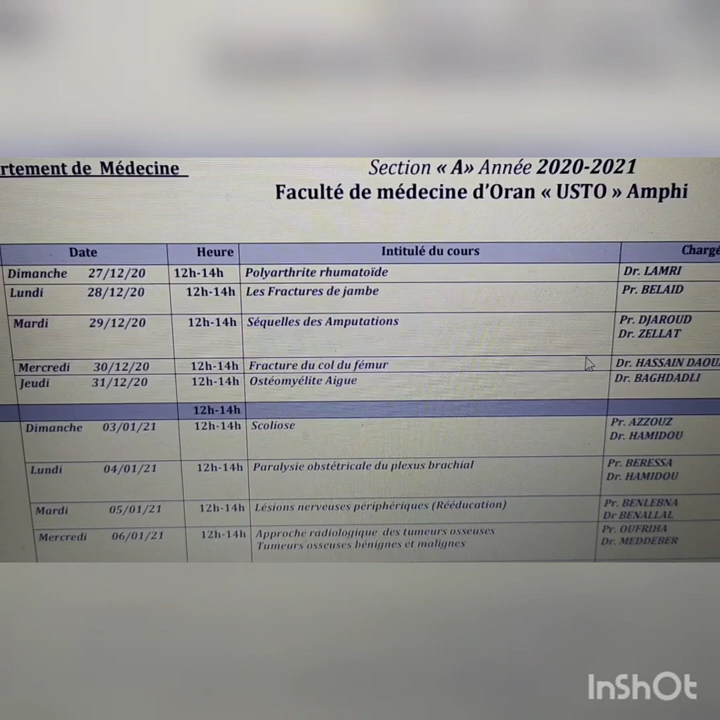 rtement de Médecine
Section « A» Année 2020-2021
Faculté de médecine d'Oran « USTO » Amphi
Date Heure Intitulé du cours Chargé
Dimanche 27/12/20 12h-14h Polyarthrite rhumatoïde Dr. LAMRI
Lundi 28/12/20 12h-14h Les Fractures de jambe Pr. BELAID
Mardi 29/12/20 12h-14h Séquelles des Amputations Pr. DJAROUD
Dr. ZELLAT
Mercredi 30/12/20 12h-14h Fracture du col du fémur Dr. HASSAIN DAOU
Jeudi 31/12/20 12h-14h Ostéomyélite Aigue Dr. BAGHDADLI
12h-14h
Dimanche 03/01/21 12h-14h Scoliose Pr. AZZOUZ
Dr. HAMIDOU
Lundi 04/01/21 12h-14h Paralysie obstétricale du plexus brachial Pr. BERESSA
Dr. HAMIDOU
Mardi 05/01/21 12h-14h Lésions nerveuses périphériques (Rééducation) Pr. BENLEBNA
Dr BENALLAL
Mercredi 06/01/21 12h-14h Approche radiologique des tumeurs osseuses Pr. OUFRIHA
Tumeurs osseuses bénignes et malignes Dr. MEDDEBER
InShOt